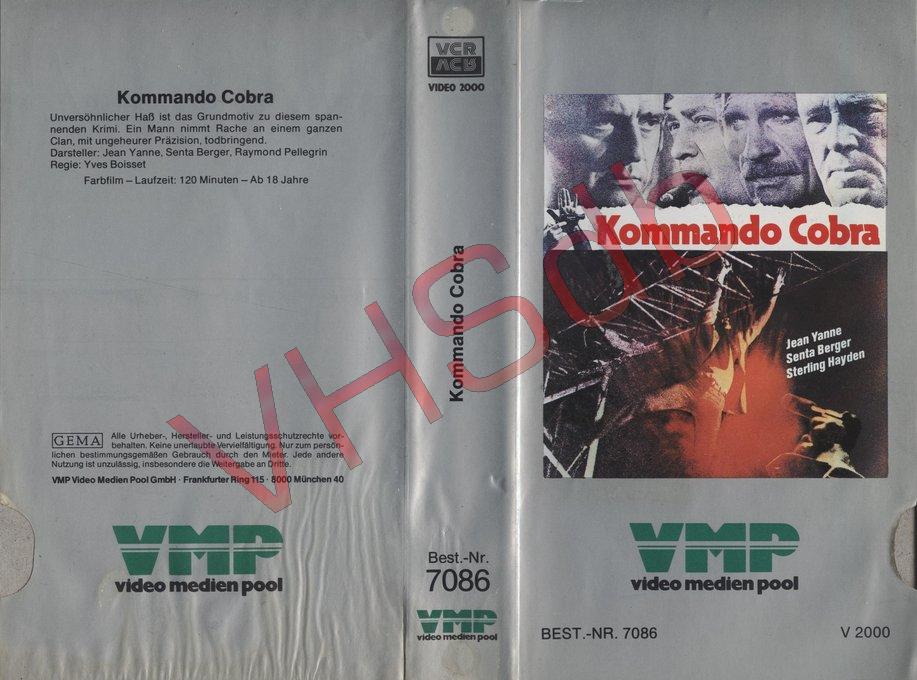 Kommando Cobra
Unversöhnlicher Haß ist das Grundmotiv zu diesem span-
nenden Krimi. Ein Mann nimmt Rache an einem ganzen
Clan, mit ungeheurer Präzision, todbringend.
Darsteller: Jean Yanne, Senta Berger, Raymond Pellegrin
Regie: Yves Boisset
Farbfilm – Laufzeit: 120 Minuten – Ab 18 Jahre
GEMA
Alle Urheber-, Hersteller- und Leistungsschutzrechte vor-
behalten. Keine unerlaubte Vervielfältigung. Nur zum persön-
lichen bestimmungsgemäßen Gebrauch durch den Mieter. Jede andere
Nutzung ist unzulässig, insbesondere die Weitergabe an Dritte.
VMP Video Medien Pool GmbH · Frankfurter Ring 115 · 8000 München 40
VMP
video medien pool
VCR
VCR
VIDEO 2000
Kommando Cobra
Best.-Nr.
7086
VMP
video medien pool
Kommando Cobra
Jean Yanne
Senta Berger
Sterling Hayden
VMP
video medien pool
BEST.-NR. 7086
V 2000
VHSdb